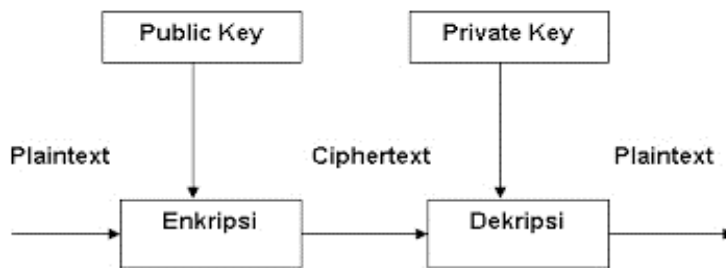 Public Key
Private Key
Plaintext
Ciphertext
Plaintext
Enkripsi
Dekripsi